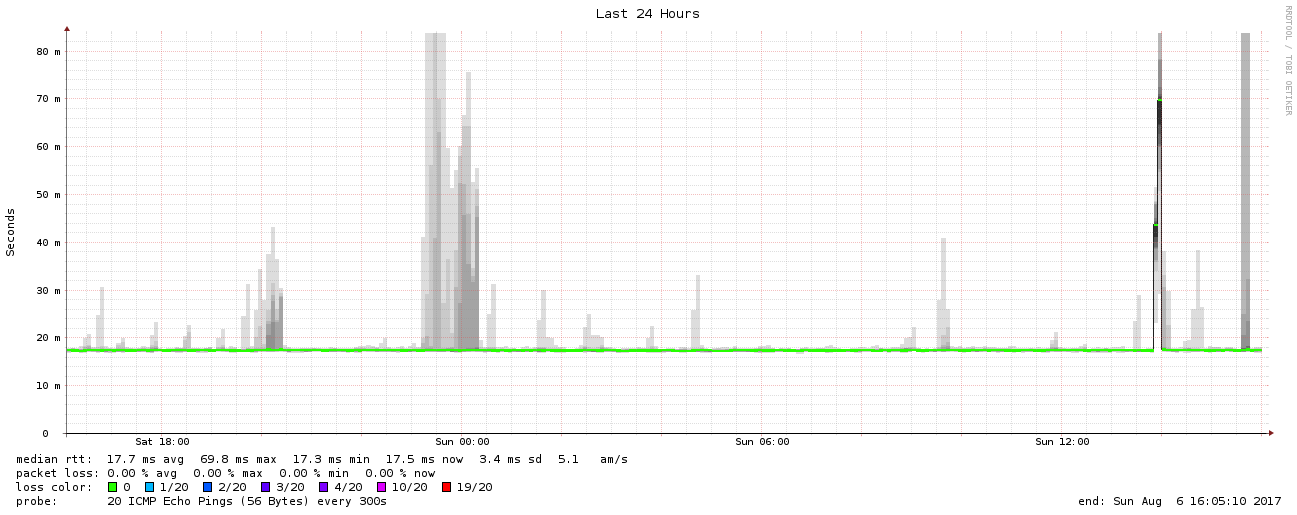 Last 24 Hours
RRDTOOL / TOBI OETIKER
Seconds
80 m
70 m
60 m
50 m
40 m
30 m
20 m
10 m
0
Sat 18:00 Sun 00:00 Sun 06:00 Sun 12:00
median rtt: 17.7 ms avg 69.8 ms max 17.3 ms min 17.5 ms now 3.4 ms sd 5.1 am/s
packet loss: 0.00 % avg 0.00 % max 0.00 % min 0.00 % now
loss color: 0 1/20 2/20 3/20 4/20 10/20 19/20
probe: 20 ICMP Echo Pings (56 Bytes) every 300s end: Sun Aug 6 16:05:10 2017